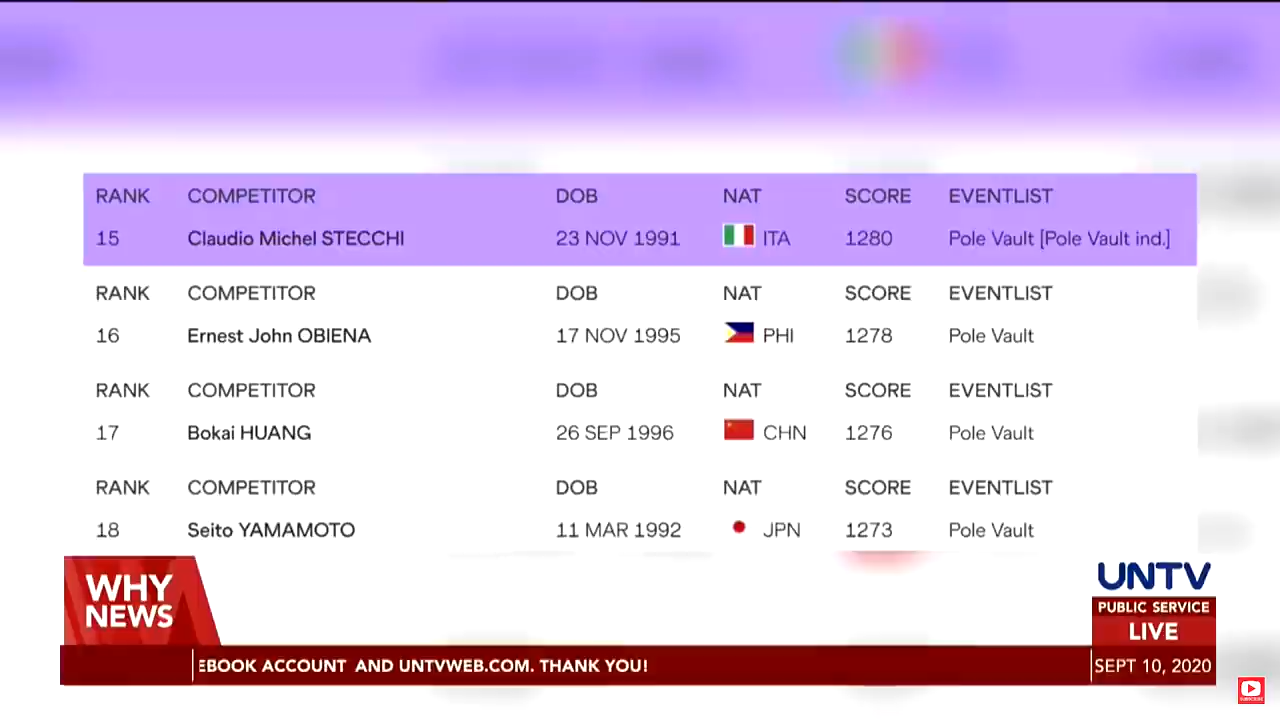 RANK COMPETITOR DOB NAT SCORE EVENTLIST
15 Claudio Michel STECCHI 23 NOV 1991 ITA 1280 Pole Vault [Pole Vault ind.]
RANK COMPETITOR DOB NAT SCORE EVENTLIST
16 Ernest John OBIENA 17 NOV 1995 PHI 1278 Pole Vault
RANK COMPETITOR DOB NAT SCORE EVENTLIST
17 Bokai HUANG 26 SEP 1996 CHN 1276 Pole Vault
RANK COMPETITOR DOB NAT SCORE EVENTLIST
18 Seito YAMAMOTO 11 MAR 1992 JPN 1273 Pole Vault
WHY
NEWS
UNTV
PUBLIC SERVICE
LIVE
EBOOK ACCOUNT AND UNTVWEB.COM. THANK YOU!
SEPT 10, 2020